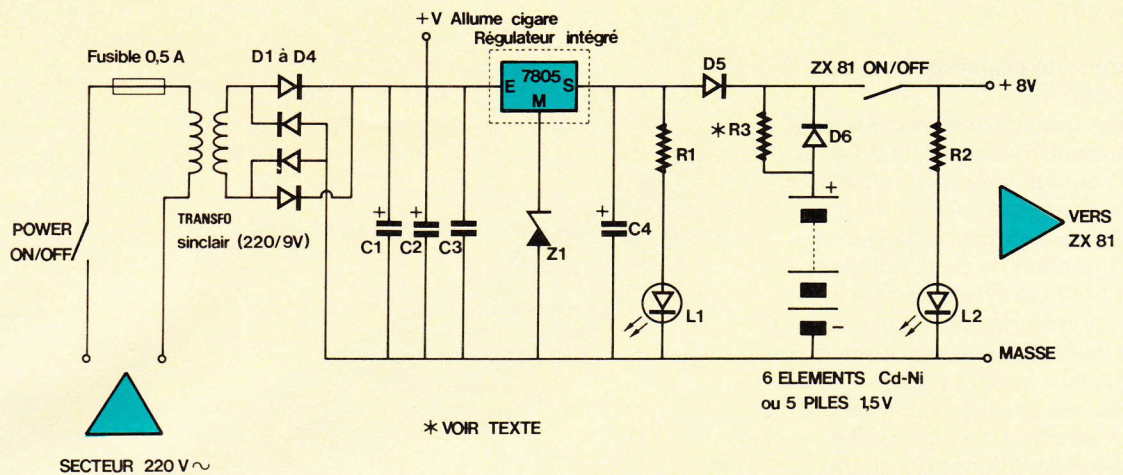 +V Allume cigare
Régulateur intégré
Fusible 0,5 A
D1 à D4
7805
E
S
M
D5
ZX 81 ON/OFF
+ 8V
* R3
D6
R1
R2
POWER
ON/OFF
TRANSFO
sinclair (220/9V)
+
C1
+
C2
C3
Z1
+
C4
L1
+
-
L2
VERS
ZX 81
MASSE
6 ELEMENTS Cd-Ni
ou 5 PILES 1,5 V
* VOIR TEXTE
SECTEUR 220 V ~